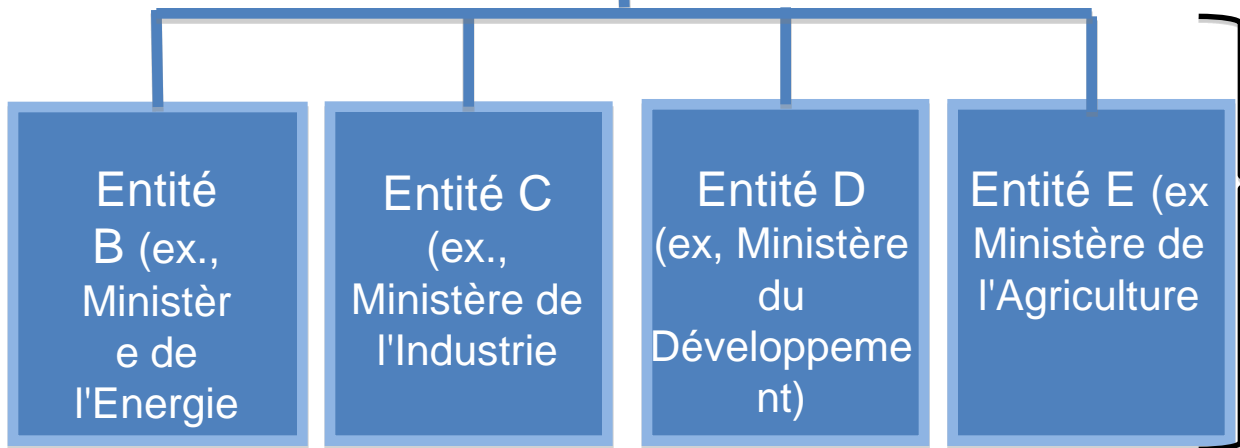 Entité
B (ex.,
Ministèr
e de
l'Energie
Entité C
(ex.,
Ministère de
l'Industrie
Entité D
(ex, Ministère
du
Développeme
nt)
Entité E (ex
Ministère de
l'Agriculture